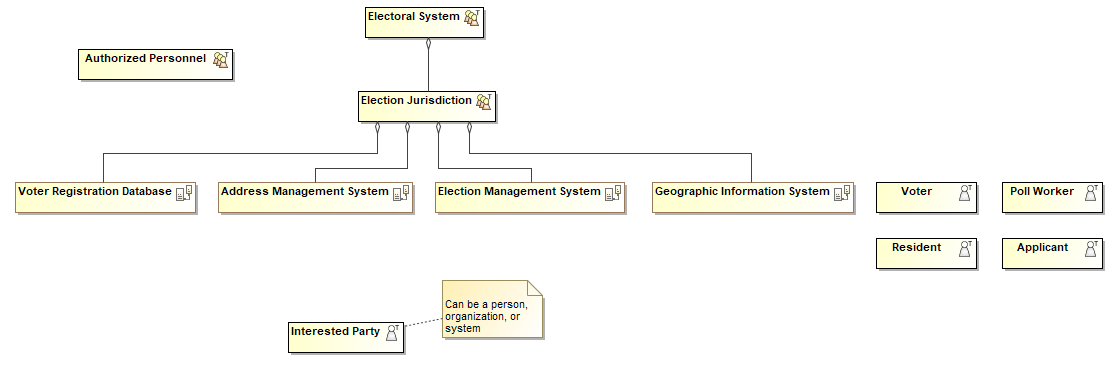 Electoral System
Authorized Personnel
Election Jurisdiction
Voter Registration Database
Address Management System
Election Management System
Geographic Information System
Voter
Poll Worker
Resident
Applicant
Can be a person,
organization, or
system
Interested Party